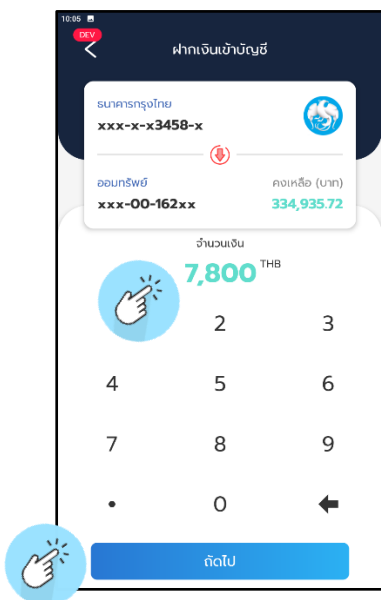 10:05
DEV
ฝากเงินเข้าบัญชี
ธนาคารกรุงไทย
xxx-x-x3458-x
ออมทรัพย์ คงเหลือ (บาท)
xxx-00-162xx 334,935.72
จำนวนเงิน
7,800 THB
2 3
4 5 6
7 8 9
. 0
ถัดไป